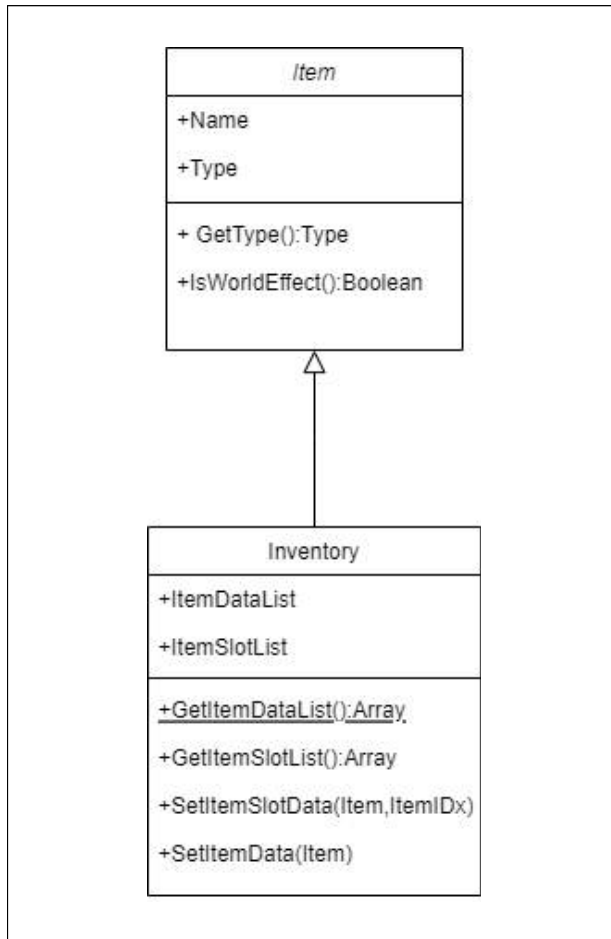 Item
+Name
+Type
+ GetType():Type
+IsWorldEffect():Boolean
Inventory
+ItemDataList
+ItemSlotList
+GetItemDataList():Array
+GetItemSlotList():Array
+SetItemSlotData(Item,ItemIDx)
+SetItemData(Item)